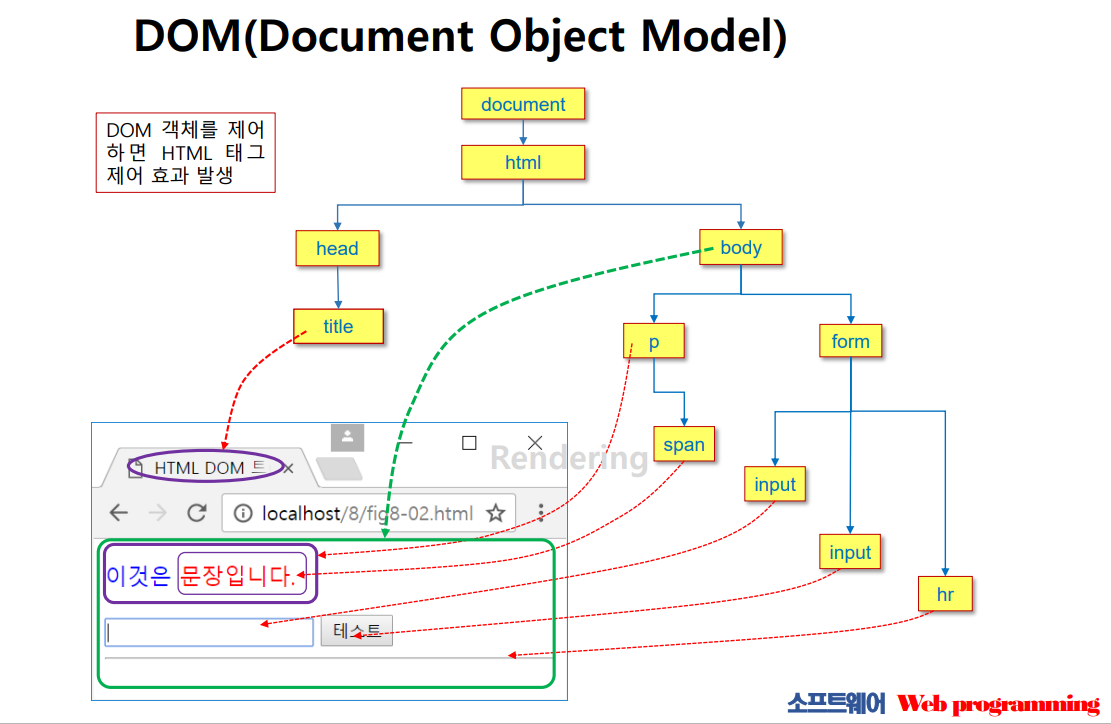 DOM(Document Object Model)
document
DOM 객체를 제어
하면 HTML 태그
제어 효과 발생
html
head
body
title
p
form
span
Rendering
HTML DOM 트
input
localhost/8/fig8-02.html
input
이것은 문장입니다.
hr
테스트
소프트웨어 Web programming